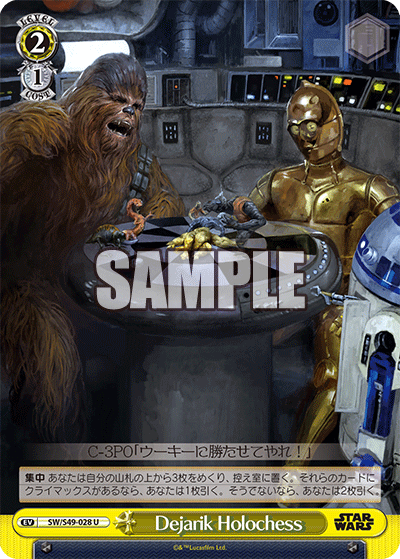 LEVEL
2
1
COST
SAMPLE
C-3PO「ウーキーに勝たせてやれ！」
集中 あなたは自分の山札の上から3枚をめくり、控え室に置く。それらのカードに
クライマックスがあるなら、あなたは1枚引く。そうでないなら、あなたは2枚引く。
EV SW/S49-028 U Dejarik Holochess STAR WARS
©&™Lucasfilm Ltd.